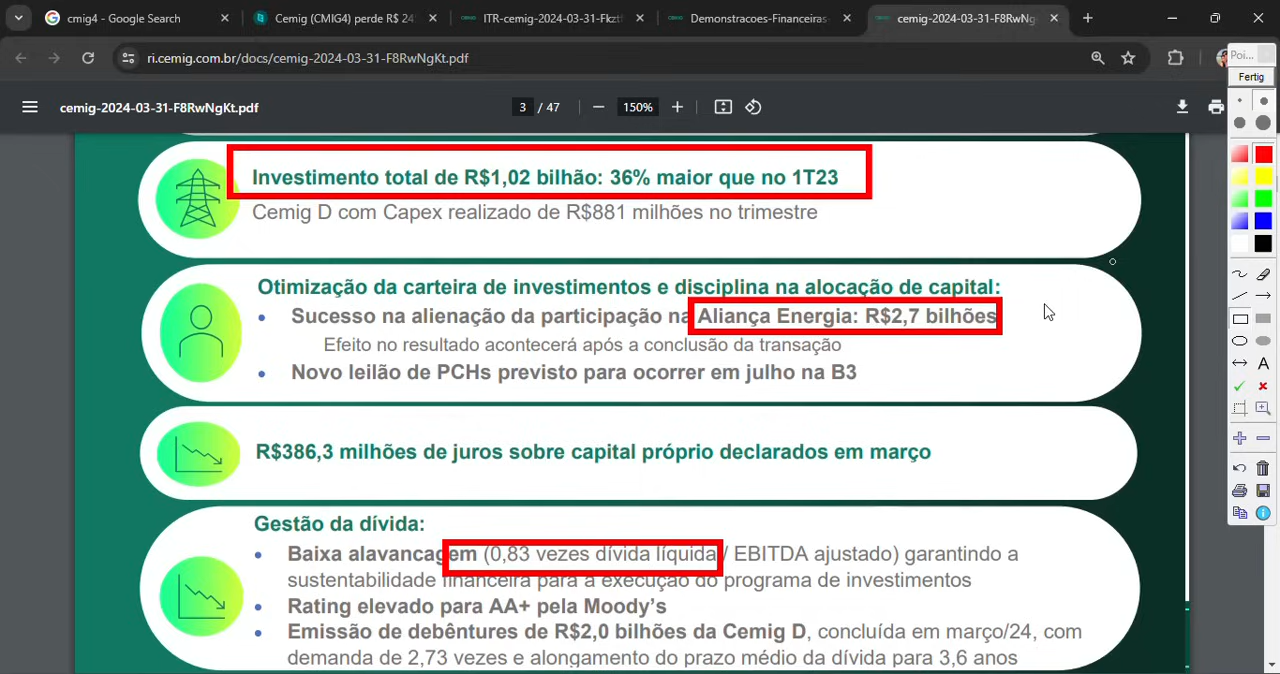 cmig4 - Google Search
Cemig (CMIG4) perde R$ 24
ITR-cemig-2024-03-31-Fkzt
Demonstracoes-Financeiras-
cemig-2024-03-31-F8RwNg
ri.cemig.com.br/docs/cemig-2024-03-31-F8RwNgKt.pdf
Poi...
Fertig
cemig-2024-03-31-F8RwNgKt.pdf
3 / 47
150%
Investimento total de R$1,02 bilhão: 36% maior que no 1T23
Cemig D com Capex realizado de R$881 milhões no trimestre
Otimização da carteira de investimentos e disciplina na alocação de capital:
• Sucesso na alienação da participação na Aliança Energia: R$2,7 bilhões
Efeito no resultado acontecerá após a conclusão da transação
• Novo leilão de PCHs previsto para ocorrer em julho na B3
R$386,3 milhões de juros sobre capital próprio declarados em março
Gestão da dívida:
• Baixa alavancagem (0,83 vezes dívida líquida / EBITDA ajustado) garantindo a
sustentabilidade financeira para a execução do programa de investimentos
• Rating elevado para AA+ pela Moody's
• Emissão de debêntures de R$2,0 bilhões da Cemig D, concluída em março/24, com
demanda de 2,73 vezes e alongamento do prazo médio da dívida para 3,6 anos
A